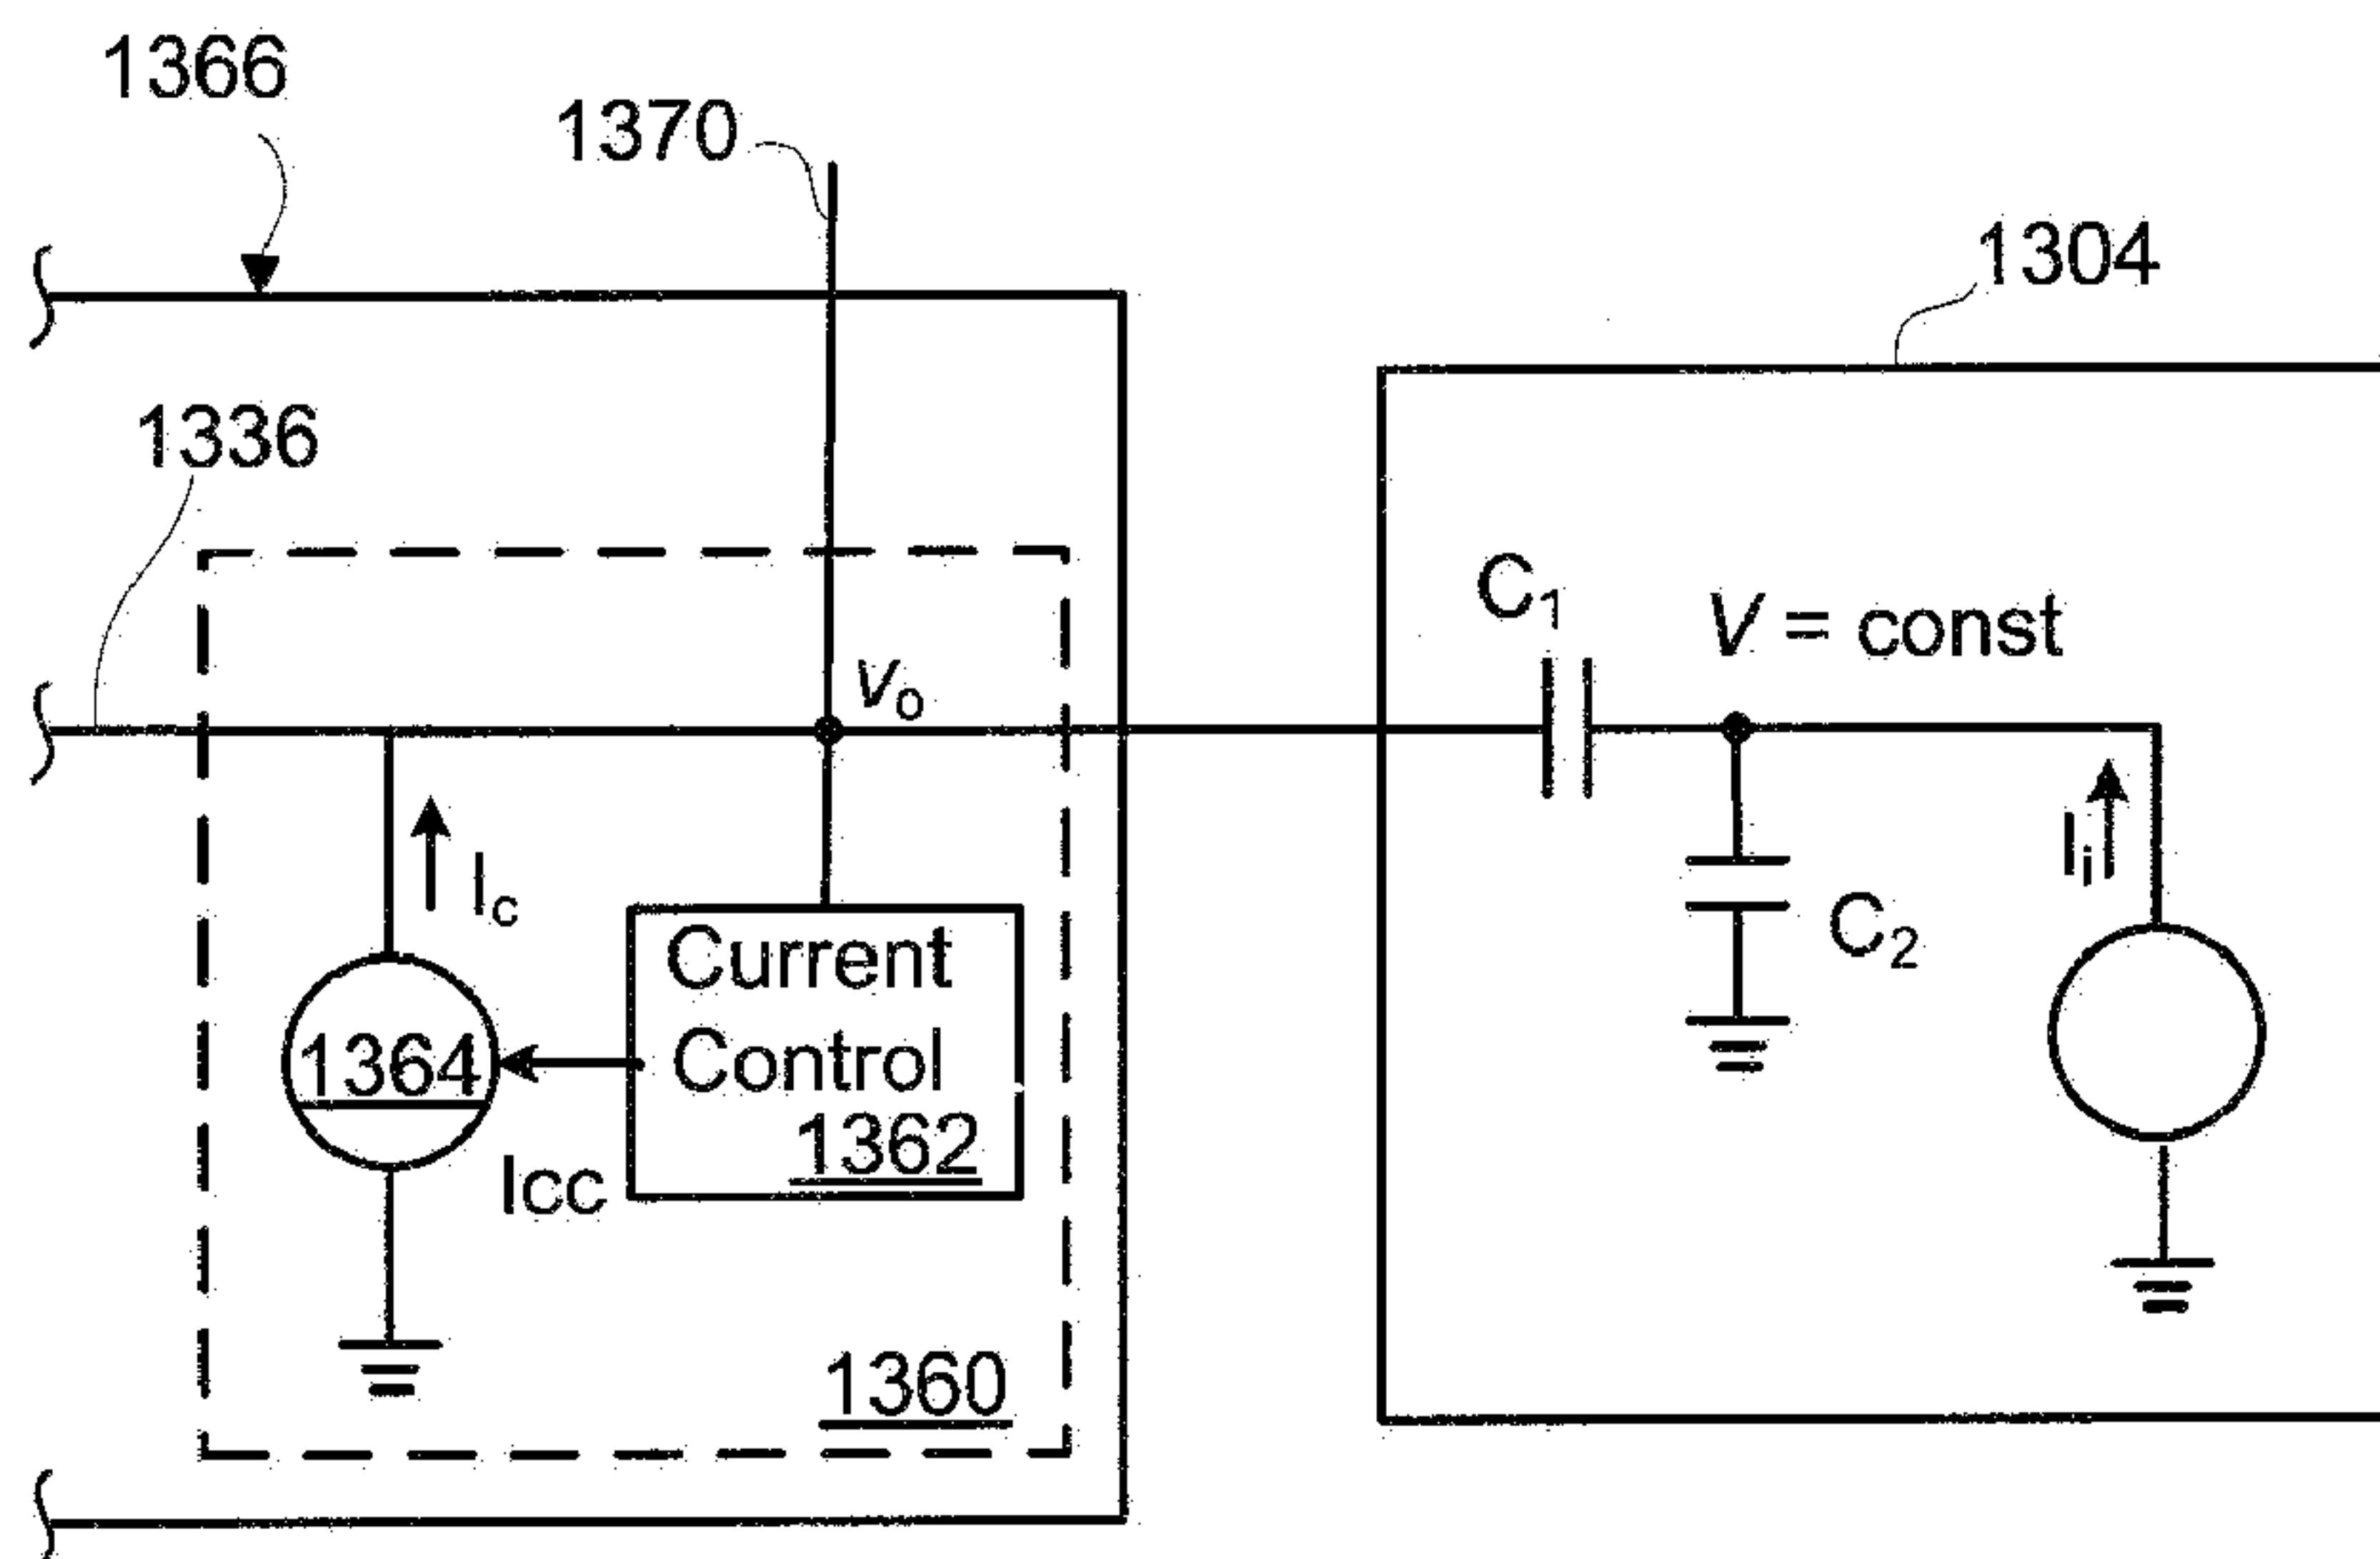 1366
1370
1304
1336
C1
V = const
vo
Ic
Ii
C2
Current
Control
1364
1362
Icc
1360